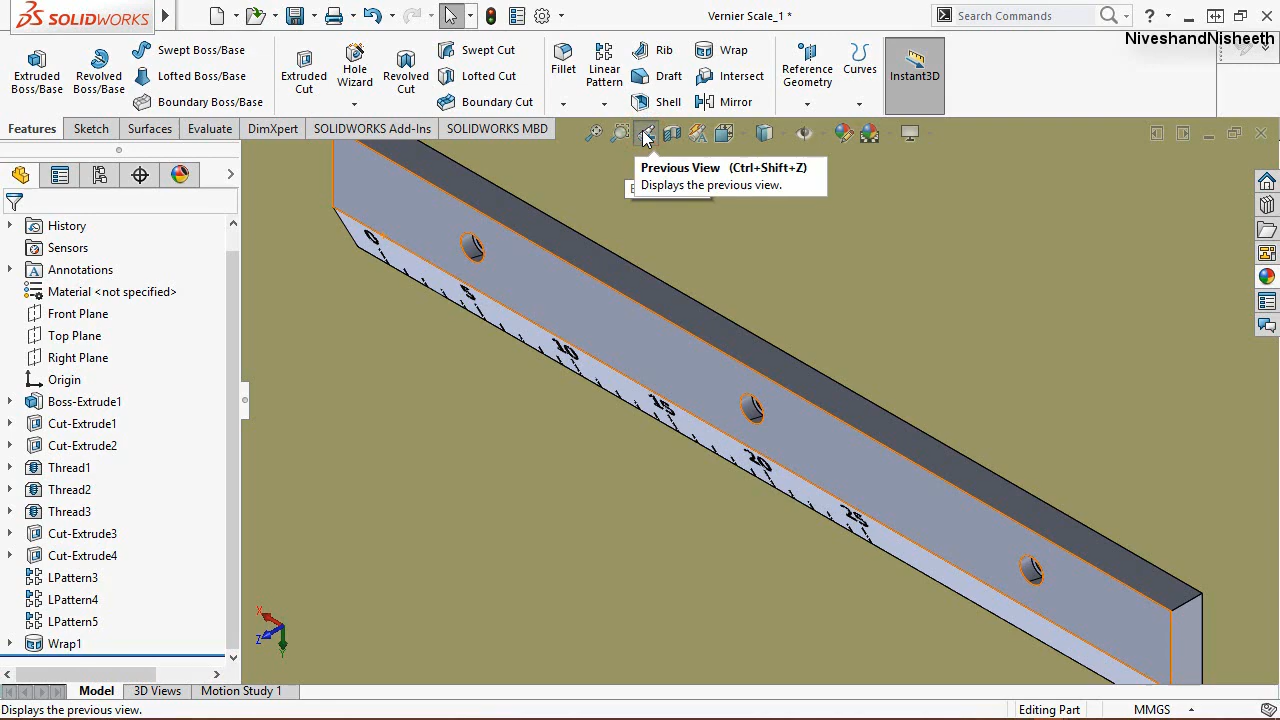 SOLIDWORKS
Vernier Scale_1 *
Search Commands
NiveshandNisheeth
Extruded Boss/Base
Revolved Boss/Base
Swept Boss/Base
Lofted Boss/Base
Boundary Boss/Base
Extruded Cut
Hole Wizard
Revolved Cut
Swept Cut
Lofted Cut
Boundary Cut
Fillet
Linear Pattern
Rib
Draft
Shell
Wrap
Intersect
Mirror
Reference Geometry
Curves
Instant3D
Features
Sketch
Surfaces
Evaluate
DimXpert
SOLIDWORKS Add-Ins
SOLIDWORKS MBD
Previous View (Ctrl+Shift+Z)
Displays the previous view.
History
Sensors
Annotations
Material <not specified>
Front Plane
Top Plane
Right Plane
Origin
Boss-Extrude1
Cut-Extrude1
Cut-Extrude2
Thread1
Thread2
Thread3
Cut-Extrude3
Cut-Extrude4
LPattern3
LPattern4
LPattern5
Wrap1
0
5
10
15
20
25
X
Z
Y
Model
3D Views
Motion Study 1
Displays the previous view.
Editing Part
MMGS